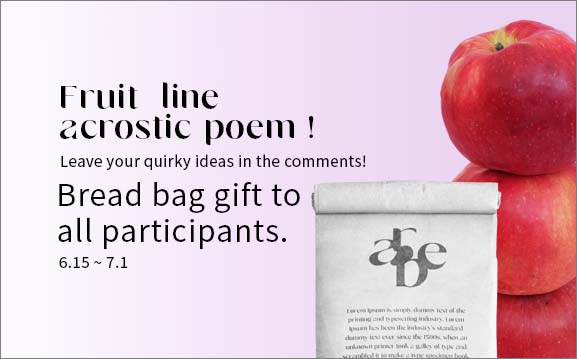 Fruit line
acrostic poem !
Leave your quirky ideas in the comments!
Bread bag gift to
all participants.
6.15 ~ 7.1
arbe
Lorem Ipsum is simply dummy text of the
printing and typesetting industry. Lorem
Ipsum has been the industry's standard
dummy text ever since the 1500s, when an
unknown printer took a galley of type and
scrambled it to make a type specimen book